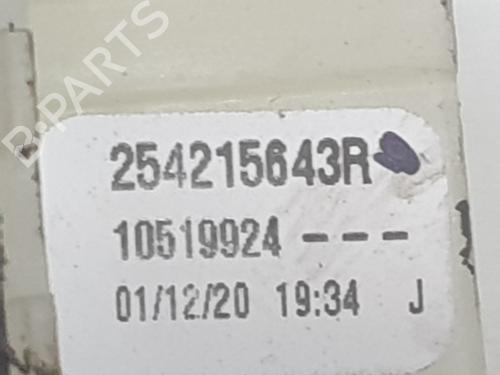 B-PARTS
254215643R
10519924 ---
01/12/20 19:34 J